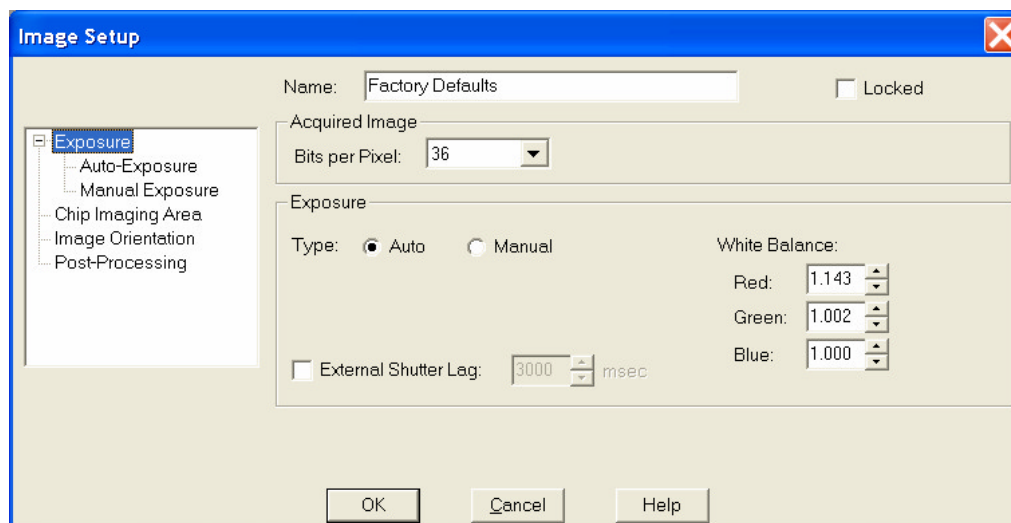 Image Setup
Name: Factory Defaults Locked
Exposure
Auto-Exposure
Manual Exposure
Chip Imaging Area
Image Orientation
Post-Processing
Acquired Image
Bits per Pixel: 36
Exposure
Type: Auto Manual
White Balance:
Red: 1.143
Green: 1.002
Blue: 1.000
External Shutter Lag: 3000 msec
OK Cancel Help